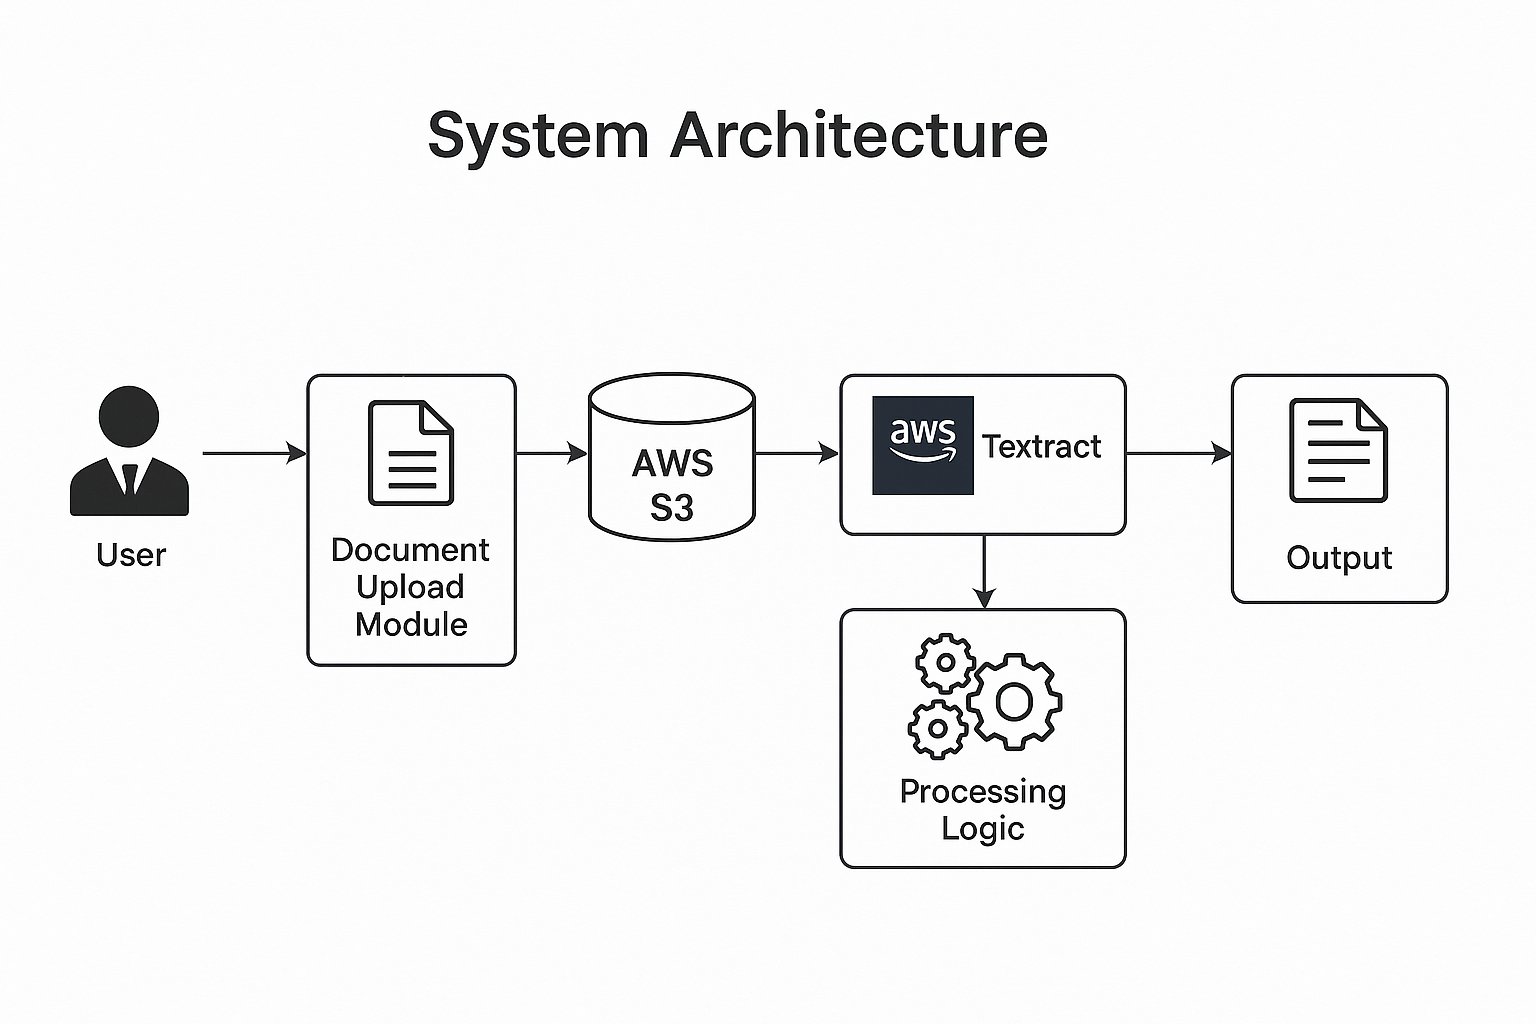 System Architecture
User
Document
Upload
Module
AWS
S3
aws
Textract
Output
Processing
Logic